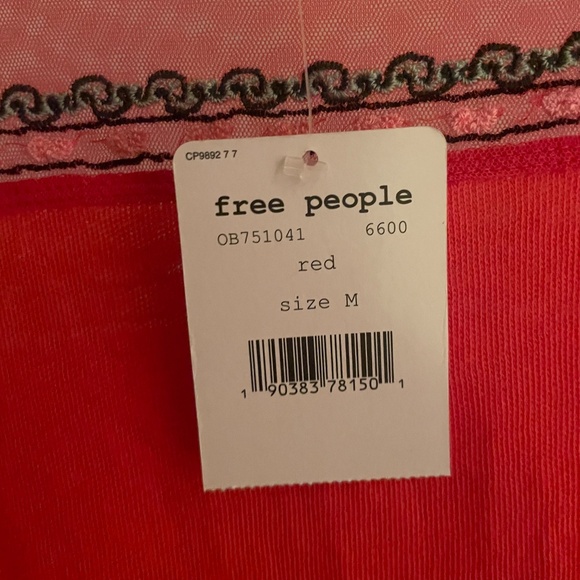 CP9892 7 7
free people
OB751041 6600
red
size M
1 90383 78150 1